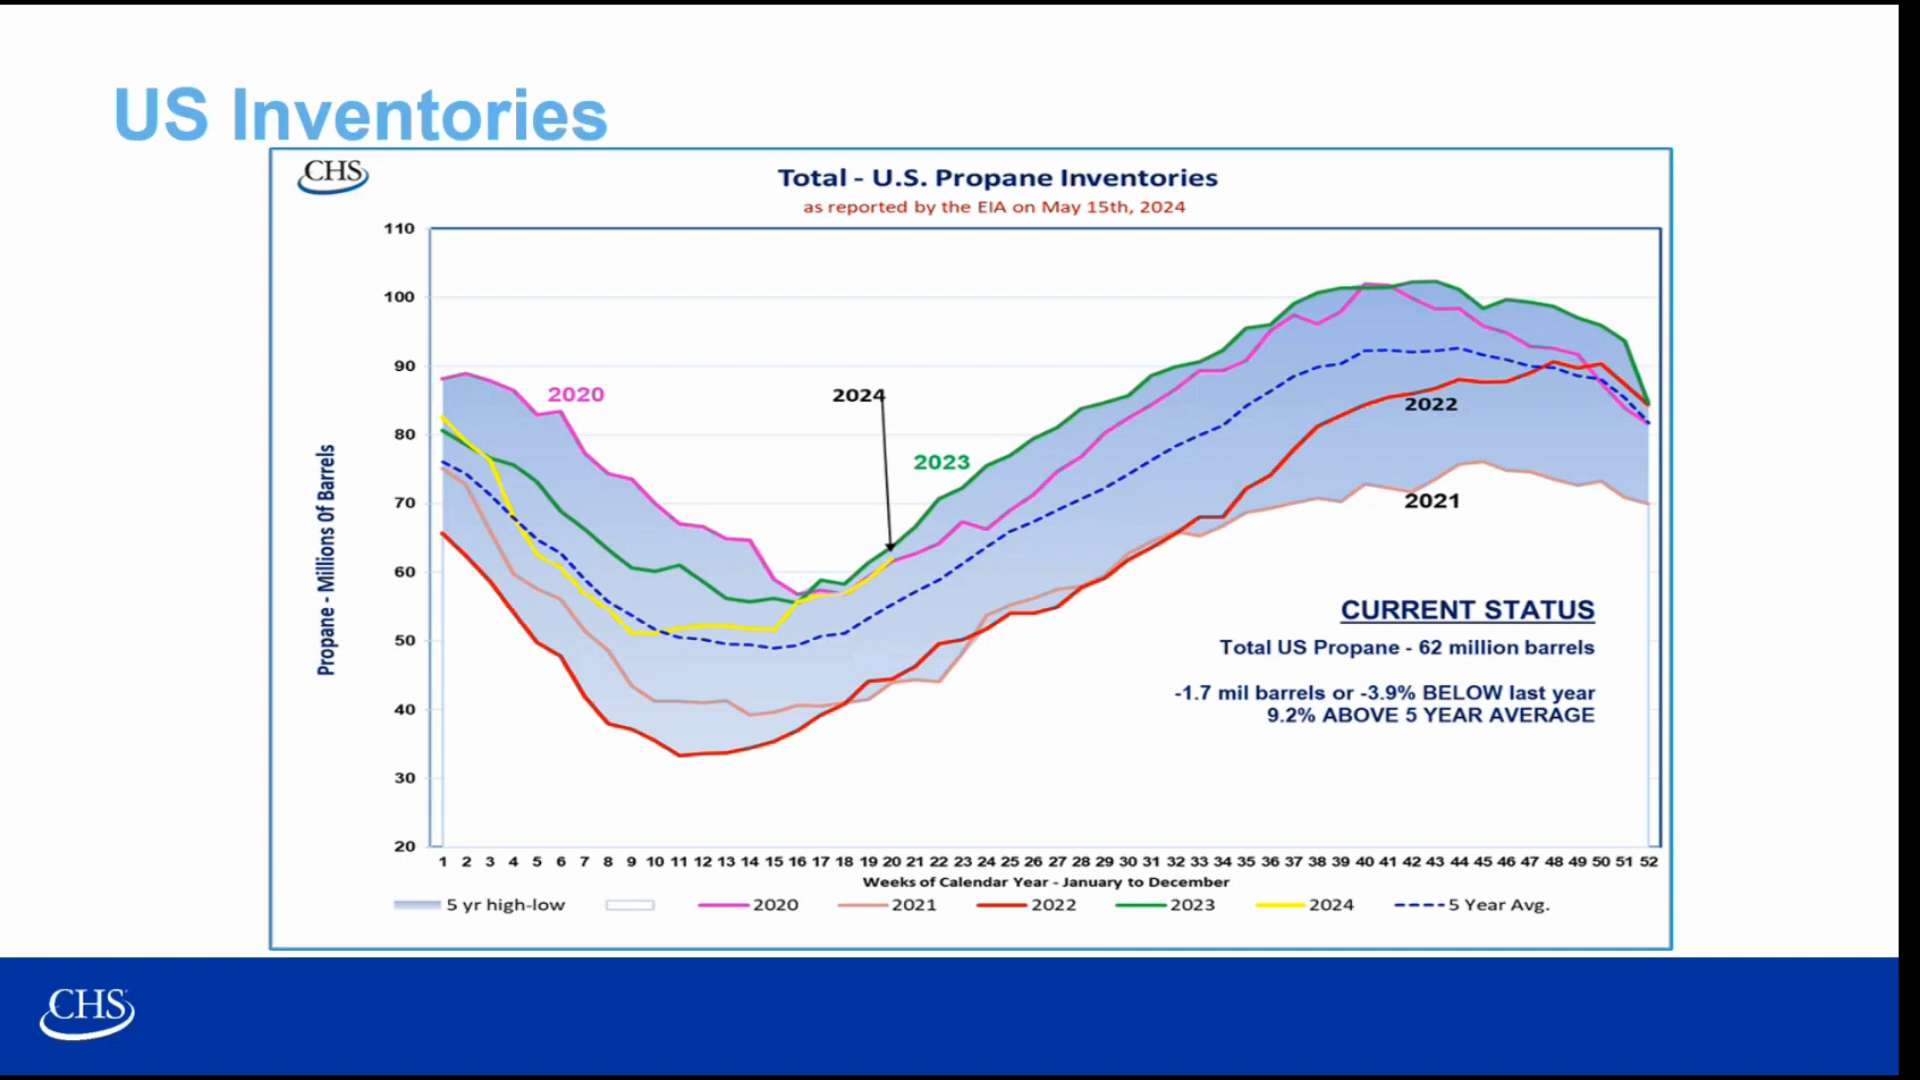 US Inventories
CHS
Total - U.S. Propane Inventories
as reported by the EIA on May 15th, 2024
Propane - Millions Of Barrels
110
100
90
80
70
60
50
40
30
20
2020
2024
2023
2022
2021
CURRENT STATUS
Total US Propane - 62 million barrels
-1.7 mil barrels or -3.9% BELOW last year
9.2% ABOVE 5 YEAR AVERAGE
1 2 3 4 5 6 7 8 9 10 11 12 13 14 15 16 17 18 19 20 21 22 23 24 25 26 27 28 29 30 31 32 33 34 35 36 37 38 39 40 41 42 43 44 45 46 47 48 49 50 51 52
Weeks of Calendar Year - January to December
5 yr high-low 2020 2021 2022 2023 2024 5 Year Avg.
CHS